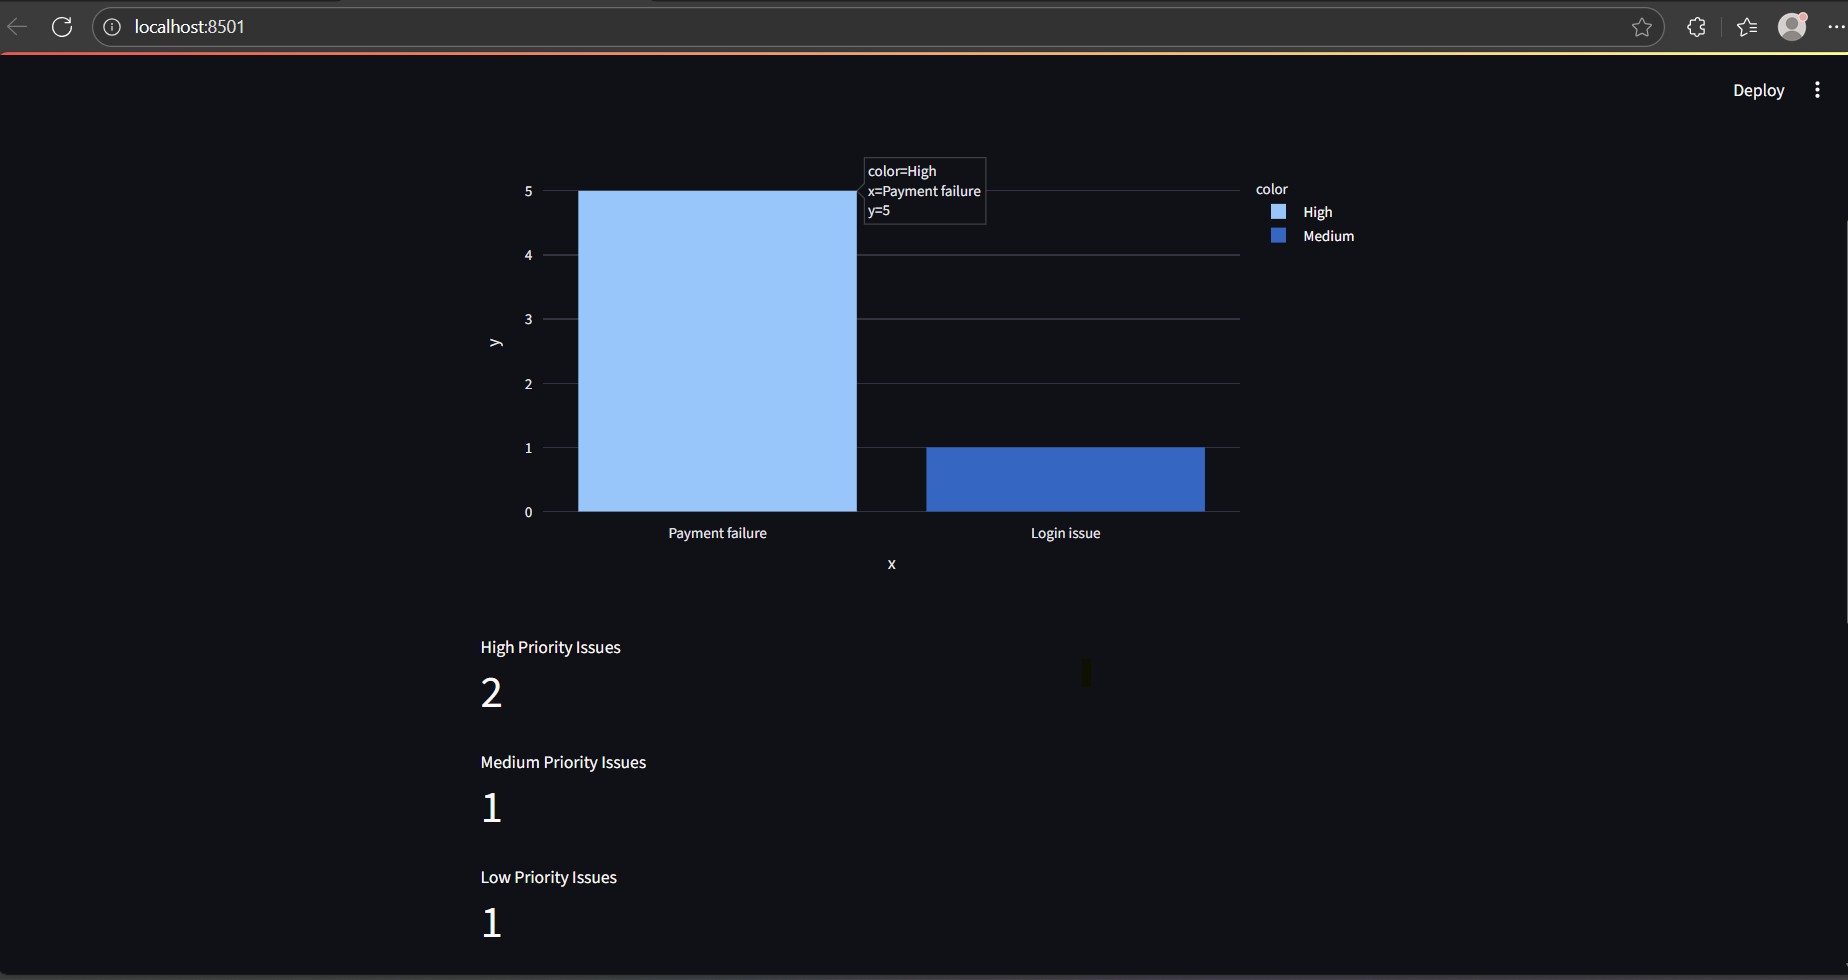 localhost:8501
Deploy
color=High
x=Payment failure
y=5
5
4
3
2
1
0
y
Payment failure
Login issue
x
color
High
Medium
High Priority Issues
2
Medium Priority Issues
1
Low Priority Issues
1